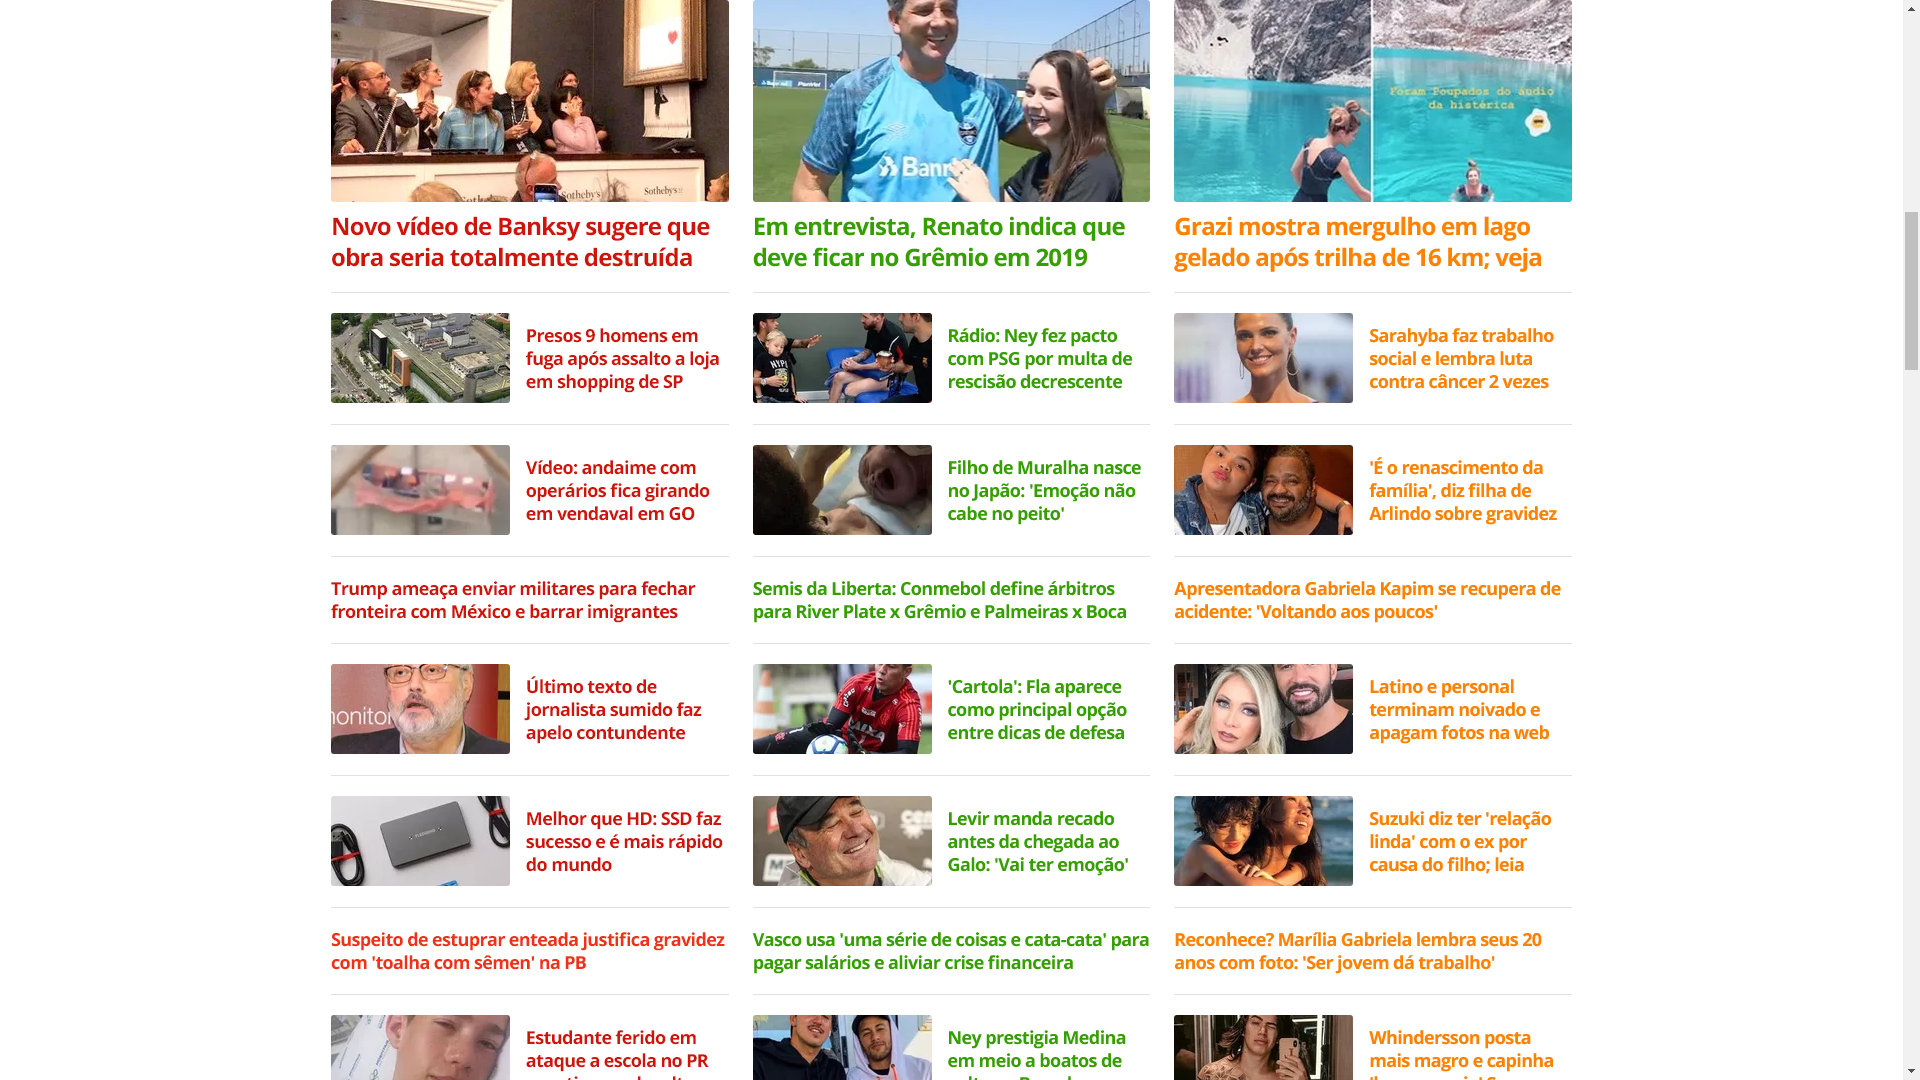 Sotheby's
Sotheby's
Banr
Foram Poupados do áudio
da histérica
Novo vídeo de Banksy sugere que
obra seria totalmente destruída
Em entrevista, Renato indica que
deve ficar no Grêmio em 2019
Grazi mostra mergulho em lago
gelado após trilha de 16 km; veja
Presos 9 homens em
fuga após assalto a loja
em shopping de SP
Rádio: Ney fez pacto
com PSG por multa de
rescisão decrescente
Sarahyba faz trabalho
social e lembra luta
contra câncer 2 vezes
Vídeo: andaime com
operários fica girando
em vendaval em GO
Filho de Muralha nasce
no Japão: 'Emoção não
cabe no peito'
'É o renascimento da
família', diz filha de
Arlindo sobre gravidez
Trump ameaça enviar militares para fechar
fronteira com México e barrar imigrantes
Semis da Liberta: Conmebol define árbitros
para River Plate x Grêmio e Palmeiras x Boca
Apresentadora Gabriela Kapim se recupera de
acidente: 'Voltando aos poucos'
onitor
Último texto de
jornalista sumido faz
apelo contundente
'Cartola': Fla aparece
como principal opção
entre dicas de defesa
Latino e personal
terminam noivado e
apagam fotos na web
Melhor que HD: SSD faz
sucesso e é mais rápido
do mundo
Levir manda recado
antes da chegada ao
Galo: 'Vai ter emoção'
Suzuki diz ter 'relação
linda' com o ex por
causa do filho; leia
Suspeito de estuprar enteada justifica gravidez
com 'toalha com sêmen' na PB
Vasco usa 'uma série de coisas e cata-cata' para
pagar salários e aliviar crise financeira
Reconhece? Marília Gabriela lembra seus 20
anos com foto: 'Ser jovem dá trabalho'
Estudante ferido em
ataque a escola no PR
Ney prestigia Medina
em meio a boatos de
Whindersson posta
mais magro e capinha